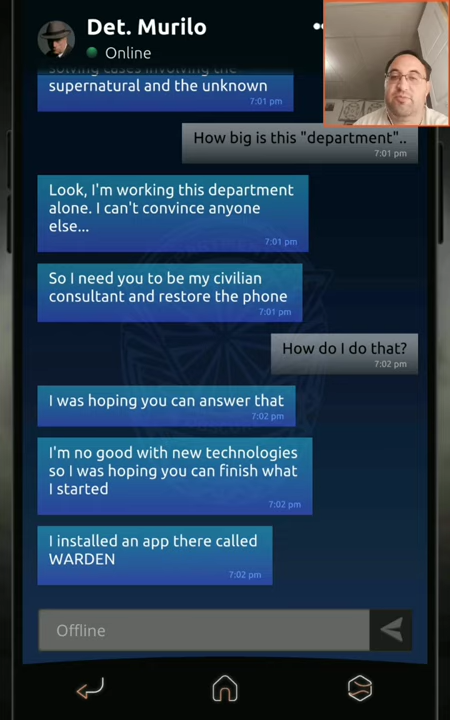 Det. Murilo
Online
solving cases involving the
supernatural and the unknown
7:01 pm
How big is this "department"..
7:01 pm
Look, I'm working this department
alone. I can't convince anyone
else...
7:01 pm
So I need you to be my civilian
consultant and restore the phone
7:01 pm
How do I do that?
7:02 pm
I was hoping you can answer that
7:02 pm
I'm no good with new technologies
so I was hoping you can finish what
I started
7:02 pm
I installed an app there called
WARDEN
7:02 pm
Offline